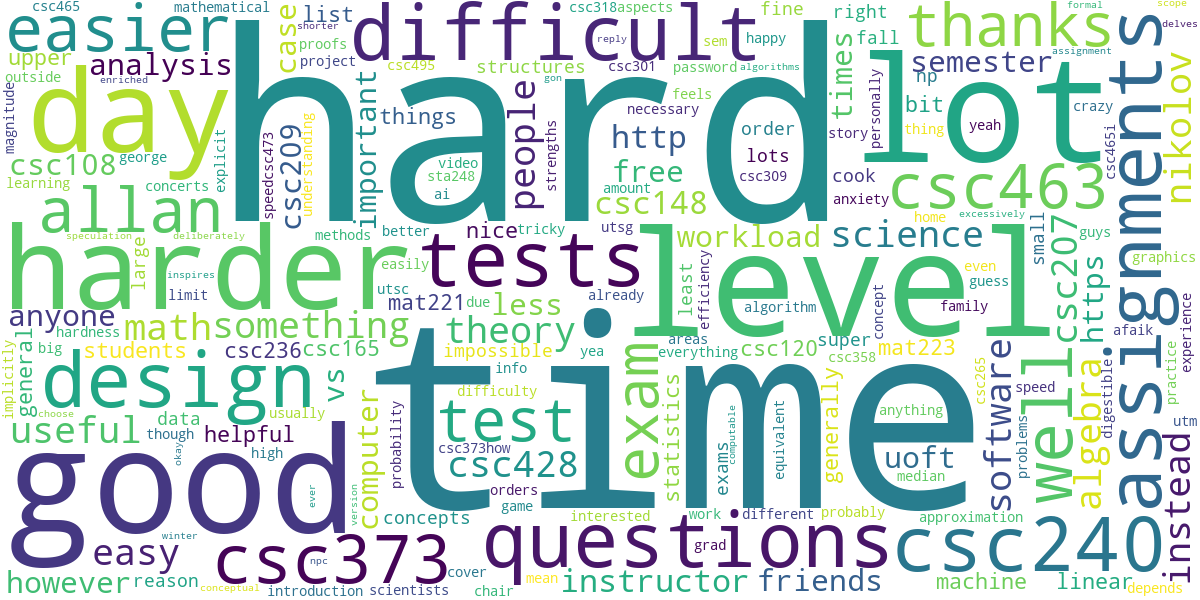 csc465
mathematical
easier
case
list
difficult
csc318
aspects
fine
right
thanks
formal
scope
delves
upper
proofs
shorter
reply
sem
happy
fall
outside
analysis
project
hard
csc495
structures
csc301
password
algorithms
times
semester
assignment
enriched
important
people
feels
personally
np
lot
assignments
nikolov
day
things
necessary
order
bit
crazy
magnitude
csc209
http
story
thing
yeah
csc108
george
explicit
understanding
video
sta248
ai
strengths
lots
csc309
csc465i
learning
concerts
speed
csc473
free
amount
csc148
cook
anxiety
csc463
allan
methods
better
nice
tricky
utsg
workload
science
home
excessively
even
small
csc207
guys
speculation
deliberately
large
harder
tests
level
inspires
easily
utsc
limit
mat221
due
less
already
least
efficiency
algorithm
family
guess
concept
https
graphics
anyone
math
something
theory
areas
super
afaik
experience
hardness
big
students
csc236
csc165
impossible
yea
everything
csc120
csc358
mat223
implicitly
general
design
vs
info
time
exam
statistics
csc265
software
speed
well
algebra
digestible
practice
choose
computer
difficulty
test
generally
anything
problems
useful
data
usually
probability
csc373how
csc428
exams
computable
equivalent
uoft
median
utm
though
helpful
okay
high
ever
version
orders
game
good
concepts
interested
work
different
probably
approximation
instead
easy
winter
csc373
npc
cover
questions
grad
csc240
however
reason
conceptual
introduction
scientists
chair
mean
instructor
friends
machine
linear
depends
gon